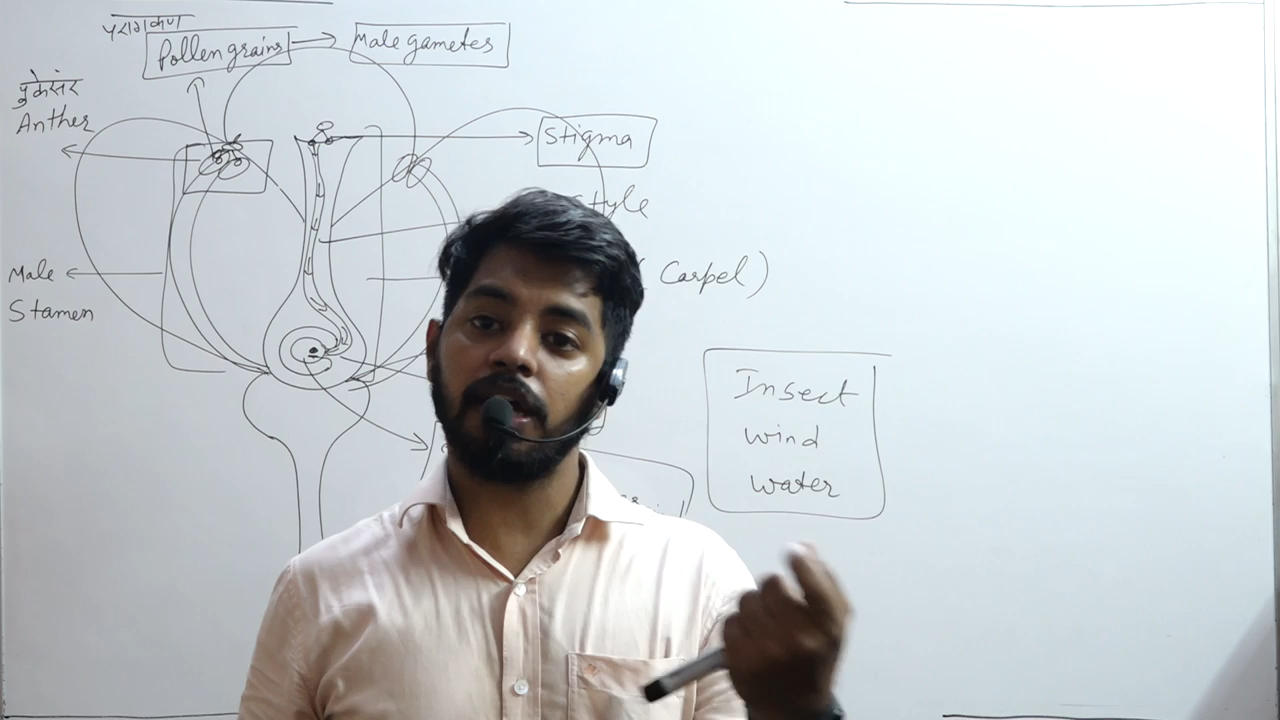 परागकण
Pollen grains
Male gametes
पुंकेसर
Anther
Stigma
Style
Carpel)
Male
Stamen
Insect
wind
water